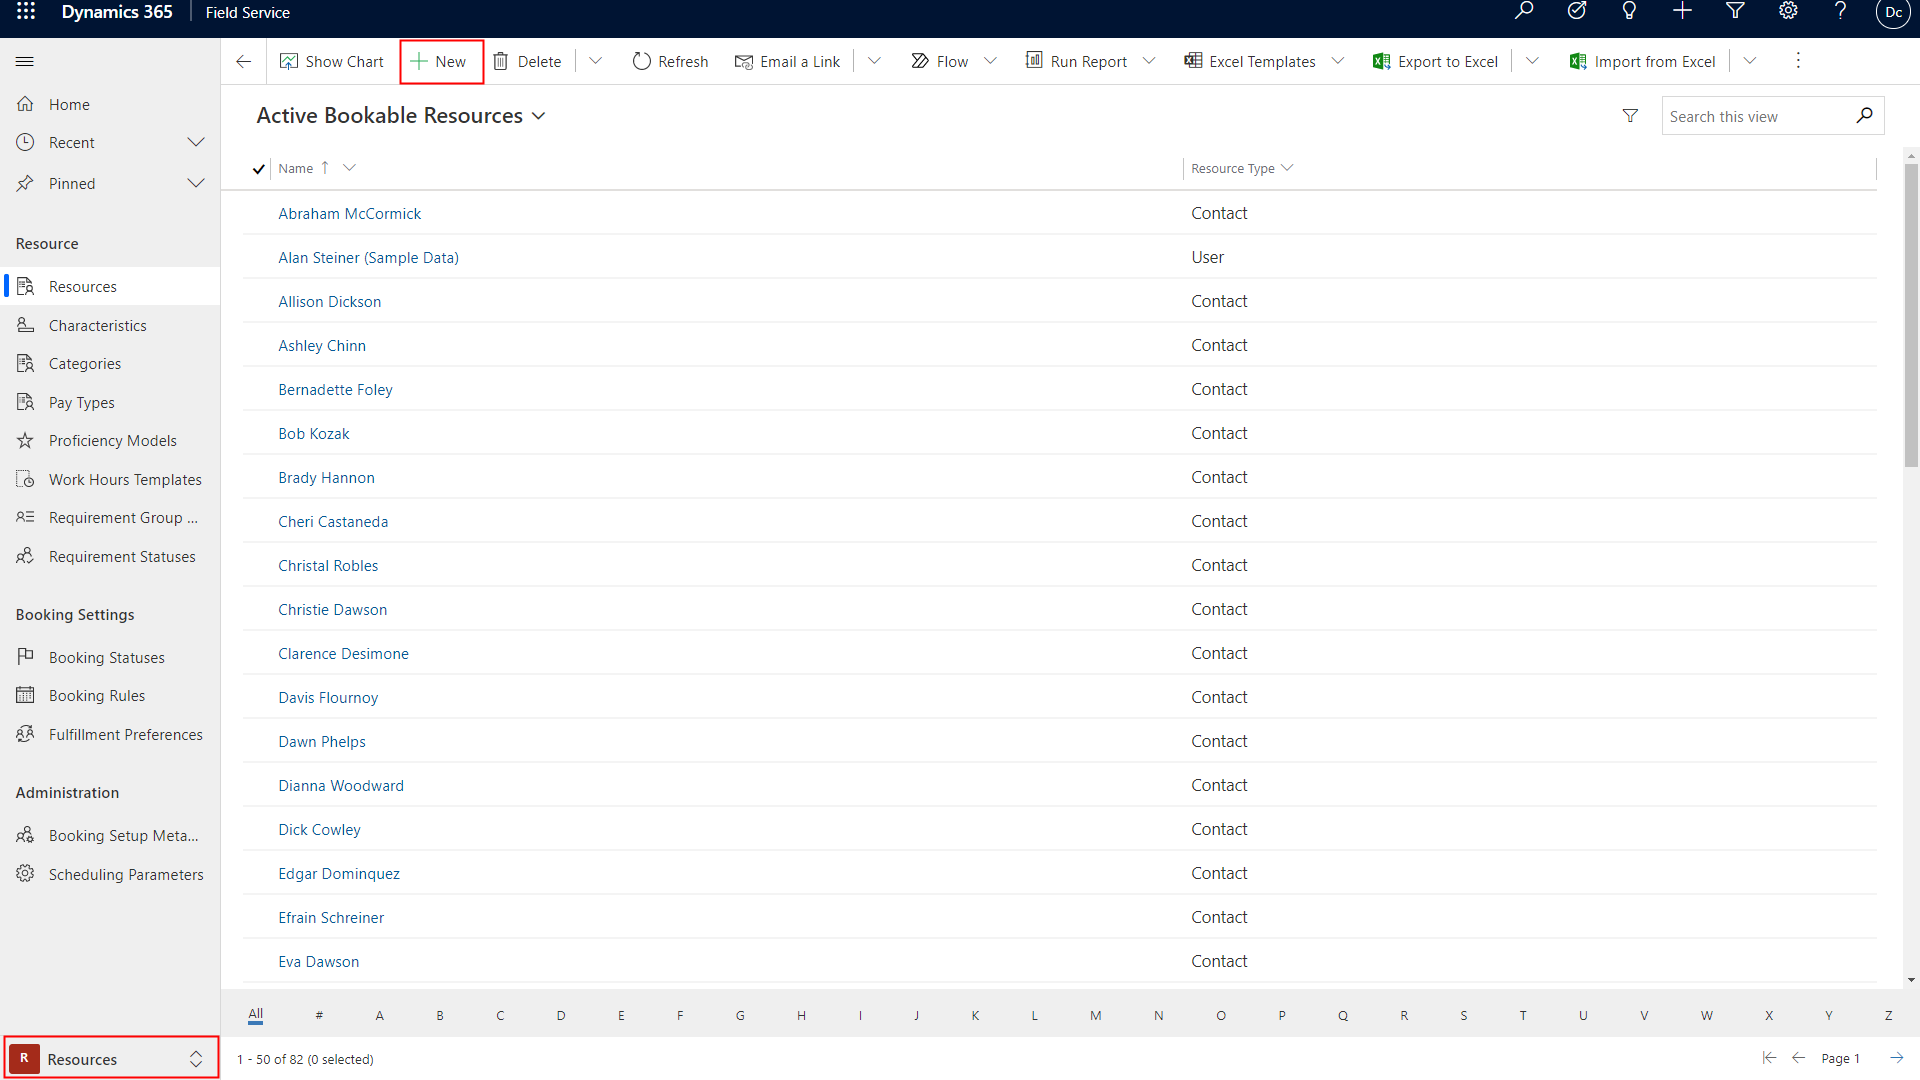 Dynamics 365 Field Service Dc
Show Chart New Delete Refresh Email a Link Flow Run Report Excel Templates Export to Excel Import from Excel
Home
Recent
Pinned
Resource
Resources
Characteristics
Categories
Pay Types
Proficiency Models
Work Hours Templates
Requirement Group ...
Requirement Statuses
Booking Settings
Booking Statuses
Booking Rules
Fulfillment Preferences
Administration
Booking Setup Meta...
Scheduling Parameters
R Resources
Active Bookable Resources Search this view
Name Resource Type
Abraham McCormick Contact
Alan Steiner (Sample Data) User
Allison Dickson Contact
Ashley Chinn Contact
Bernadette Foley Contact
Bob Kozak Contact
Brady Hannon Contact
Cheri Castaneda Contact
Christal Robles Contact
Christie Dawson Contact
Clarence Desimone Contact
Davis Flournoy Contact
Dawn Phelps Contact
Dianna Woodward Contact
Dick Cowley Contact
Edgar Dominquez Contact
Efrain Schreiner Contact
Eva Dawson Contact
All # A B C D E F G H I J K L M N O P Q R S T U V W X Y Z
1 - 50 of 82 (0 selected) Page 1